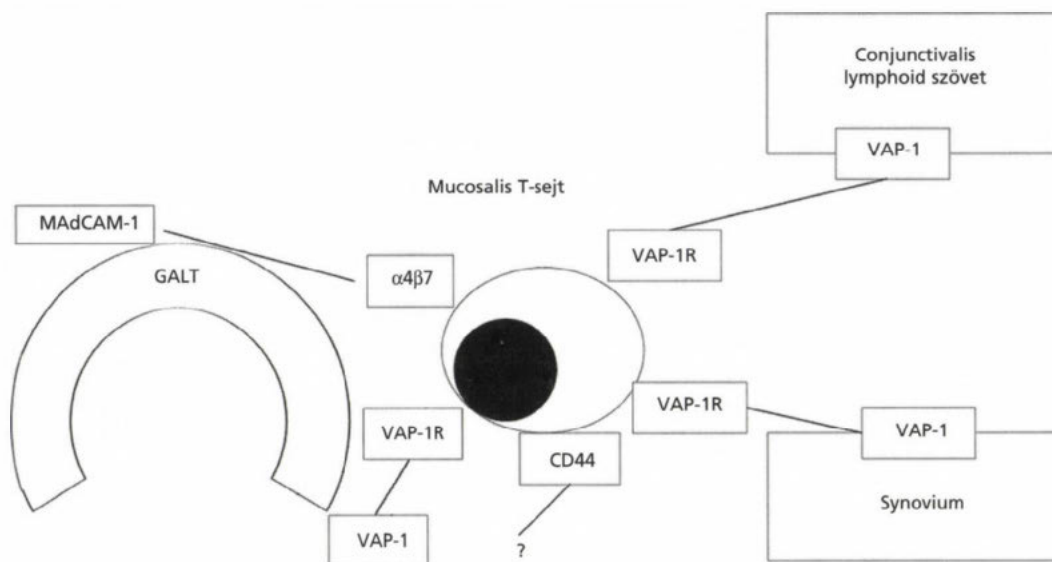 Conjunctivalis
lymphoid szövet
VAP-1
Mucosalis T-sejt
MAdCAM-1
VAP-1R
GALT
α4β7
VAP-1R
VAP-1R
VAP-1
CD44
Synovium
VAP-1
?